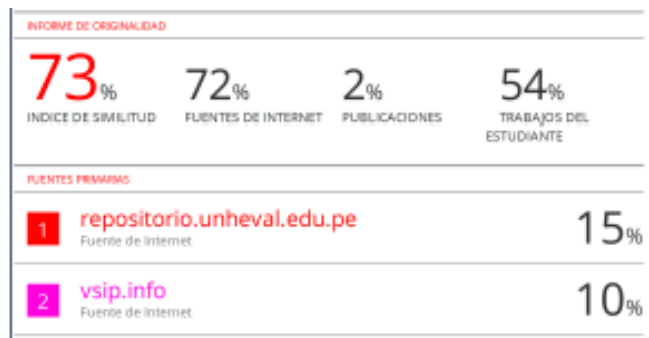 INFORME DE ORIGINALIDAD
73%
INDICE DE SIMILITUD
72%
FUENTES DE INTERNET
2%
PUBLICACIONES
54%
TRABAJOS DEL
ESTUDIANTE
FUENTES PRIMARIAS
1
repositorio.unheval.edu.pe
Fuente de Internet
15%
2
vsip.info
Fuente de Internet
10%